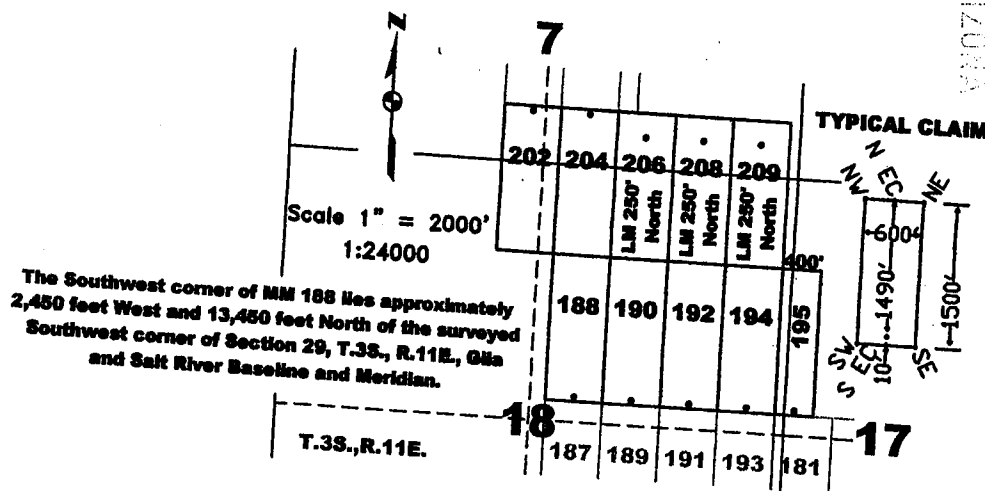 N
7
TYPICAL CLAIM
202 204 206 208 209
LM 250' North
LM 250' North
LM 250' North
400'
Scale 1" = 2000'
1:24000
The Southwest corner of MM 188 lies approximately
2,450 feet West and 13,450 feet North of the surveyed
Southwest corner of Section 29, T.3S., R.11E., Gila
and Salt River Baseline and Meridian.
188 190 192 194 195
NW
N EC
NE
600'
1490'
1500'
10'
SW
S EC
SE
18
17
T.3S.,R.11E.
187 189 191 193 181